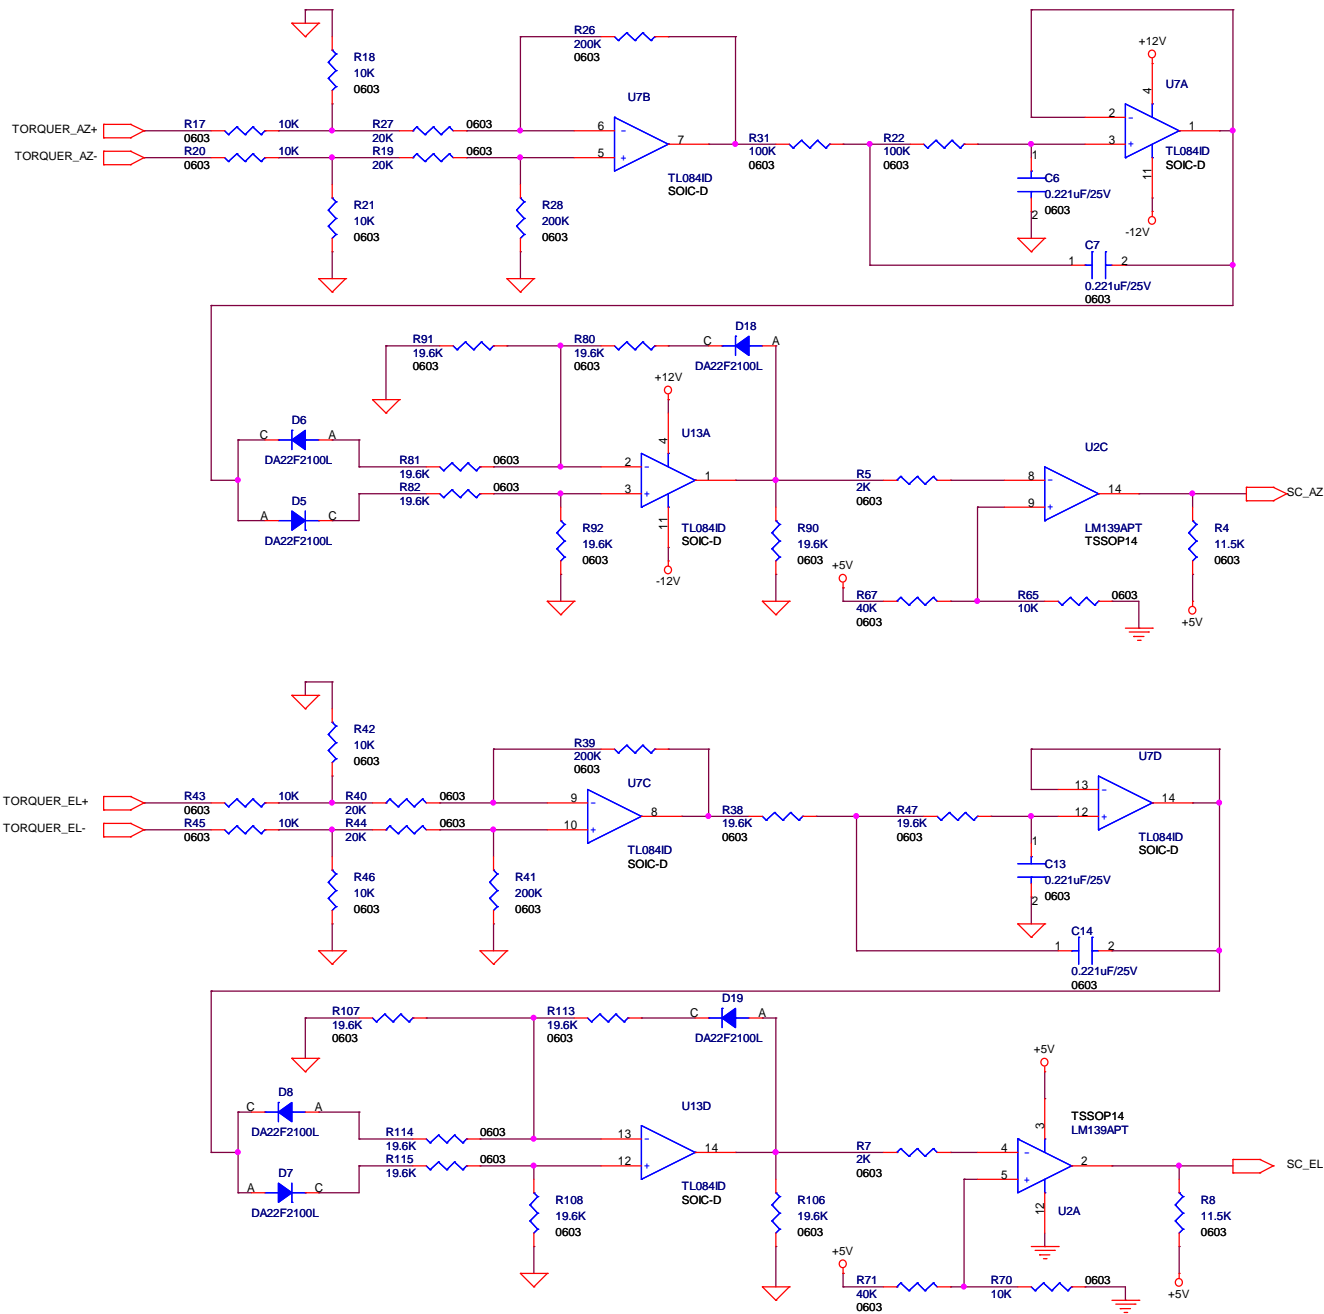 R26
200K
0603
R18
10K
0603
+12V
U7A
4
U7B
TORQUER_AZ+
R17
0603
10K
R27
20K
0603
6
7
2
1
TORQUER_AZ-
R20
0603
10K
R19
20K
0603
5
R31
100K
0603
R22
100K
0603
3
TL084ID
SOIC-D
TL084ID
SOIC-D
11
-12V
1
C6
0.221uF/25V
0603
2
R21
10K
0603
R28
200K
0603
C7
1
2
0.221uF/25V
0603
R91
19.6K
0603
R80
19.6K
0603
D18
C
A
DA22F2100L
+12V
4
U13A
D6
C
A
DA22F2100L
R81
19.6K
0603
2
1
R82
19.6K
0603
3
D5
A
C
DA22F2100L
TL084ID
SOIC-D
11
-12V
R92
19.6K
0603
R90
19.6K
0603
R5
2K
0603
U2C
8
9
14
SC_AZ
LM139APT
TSSOP14
R4
11.5K
0603
+5V
+5V
R67
40K
0603
R65
10K
0603
R42
10K
0603
R39
200K
0603
U7C
U7D
TORQUER_EL+
R43
0603
10K
R40
20K
0603
9
8
13
14
TORQUER_EL-
R45
0603
10K
R44
20K
0603
10
R38
19.6K
0603
R47
19.6K
0603
12
TL084ID
SOIC-D
TL084ID
SOIC-D
1
C13
0.221uF/25V
0603
2
R46
10K
0603
R41
200K
0603
C14
1
2
0.221uF/25V
0603
R107
19.6K
0603
R113
19.6K
0603
D19
C
A
DA22F2100L
U13D
D8
C
A
DA22F2100L
R114
19.6K
0603
13
14
R115
19.6K
0603
12
D7
A
C
DA22F2100L
TL084ID
SOIC-D
R108
19.6K
0603
R106
19.6K
0603
R7
2K
0603
+5V
3
TSSOP14
LM139APT
4
5
2
12
U2A
SC_EL
R8
11.5K
0603
+5V
+5V
R71
40K
0603
R70
10K
0603